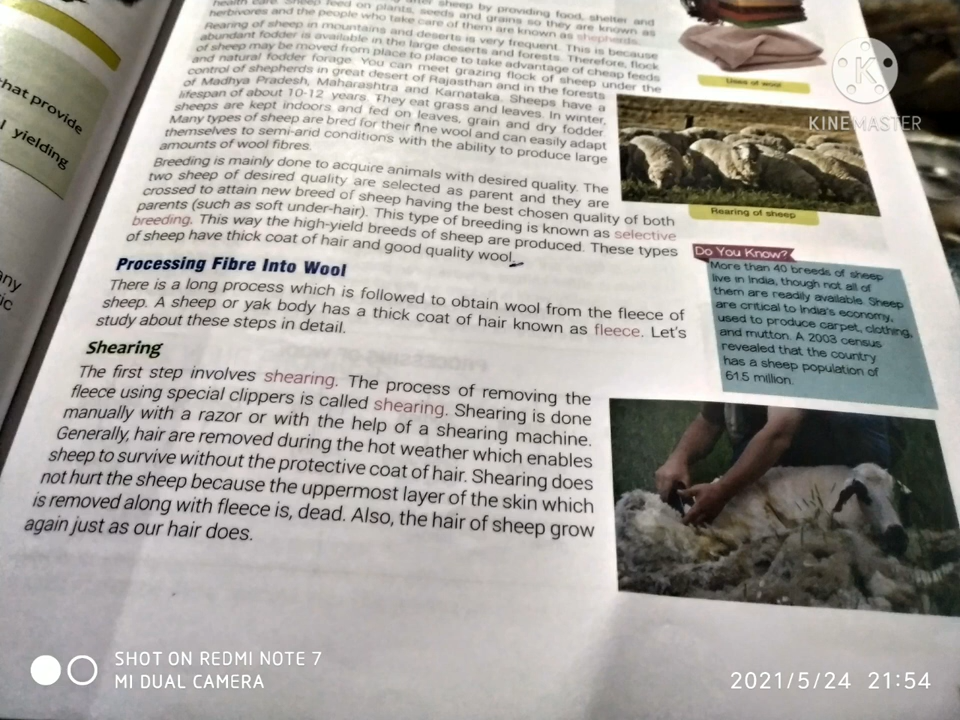 that provide
l yielding
any
tic
health care. Sheep feed on plants, seeds and grains so they are known as
after sheep by providing food, shelter and
herbivores and the people who take care of them are known as shepherds.
Rearing of sheep in mountains and deserts is very frequent. This is because
abundant fodder is available in the large deserts and forests. Therefore, flock
of sheep may be moved from place to place to take advantage of cheap feeds
and natural fodder forage. You can meet grazing flock of sheep under the
control of shepherds in great desert of Rajasthan and in the forests
of Madhya Pradesh, Maharashtra and Karnataka. Sheeps have a
lifespan of about 10-12 years. They eat grass and leaves. In winter,
sheeps are kept indoors and fed on leaves, grain and dry fodder.
Many types of sheep are bred for their fine wool and can easily adapt
themselves to semi-arid conditions with the ability to produce large
amounts of wool fibres.
Breeding is mainly done to acquire animals with desired quality. The
two sheep of desired quality are selected as parent and they are
crossed to attain new breed of sheep having the best chosen quality of both
parents (such as soft under-hair). This type of breeding is known as selective
breeding. This way the high-yield breeds of sheep are produced. These types
of sheep have thick coat of hair and good quality wool.
Processing Fibre Into Wool
There is a long process which is followed to obtain wool from the fleece of
sheep. A sheep or yak body has a thick coat of hair known as fleece. Let's
study about these steps in detail.
Shearing
The first step involves shearing. The process of removing the
fleece using special clippers is called shearing. Shearing is done
manually with a razor or with the help of a shearing machine.
Generally, hair are removed during the hot weather which enables
sheep to survive without the protective coat of hair. Shearing does
not hurt the sheep because the uppermost layer of the skin which
is removed along with fleece is, dead. Also, the hair of sheep grow
again just as our hair does.
Uses of wool
Rearing of sheep
Do You Know?
More than 40 breeds of sheep
live in India, though not all of
them are readily available. Sheep
are critical to India's economy,
used to produce carpet, clothing,
and mutton. A 2003 census
revealed that the country
has a sheep population of
61.5 million.
K
KINEMASTER
SHOT ON REDMI NOTE 7
MI DUAL CAMERA
2021/5/24 21:54